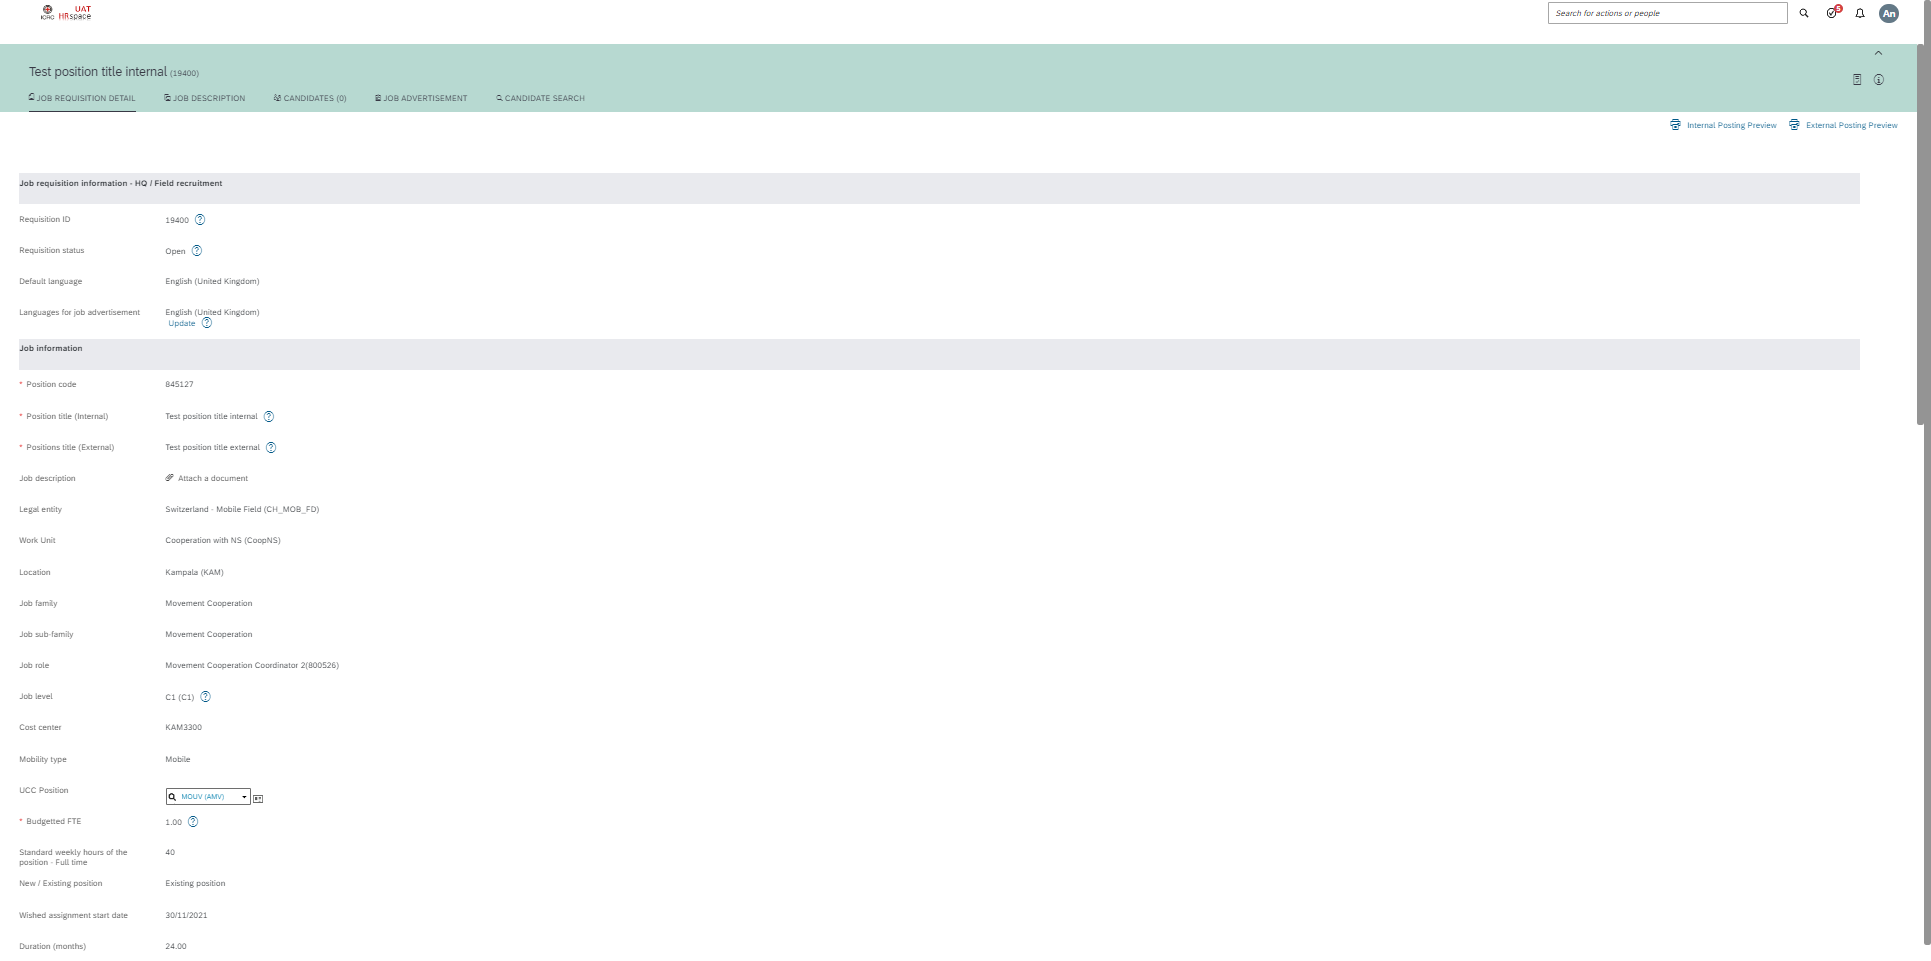 UAT
ICRC HRspace
Search for actions or people
5
An
Test position title internal (19400)
JOB REQUISITION DETAIL JOB DESCRIPTION CANDIDATES (0) JOB ADVERTISEMENT CANDIDATE SEARCH
Internal Posting Preview External Posting Preview
Job requisition information - HQ / Field recruitment
Requisition ID 19400
Requisition status Open
Default language English (United Kingdom)
Languages for job advertisement English (United Kingdom)
Update
Job information
* Position code 845127
* Position title (Internal) Test position title internal
* Positions title (External) Test position title external
Job description Attach a document
Legal entity Switzerland - Mobile Field (CH_MOB_FD)
Work Unit Cooperation with NS (CoopNS)
Location Kampala (KAM)
Job family Movement Cooperation
Job sub-family Movement Cooperation
Job role Movement Cooperation Coordinator 2(800526)
Job level C1 (C1)
Cost center KAM3300
Mobility type Mobile
UCC Position MOUV (AMV)
* Budgetted FTE 1.00
Standard weekly hours of the 40
position - Full time
New / Existing position Existing position
Wished assignment start date 30/11/2021
Duration (months) 24.00